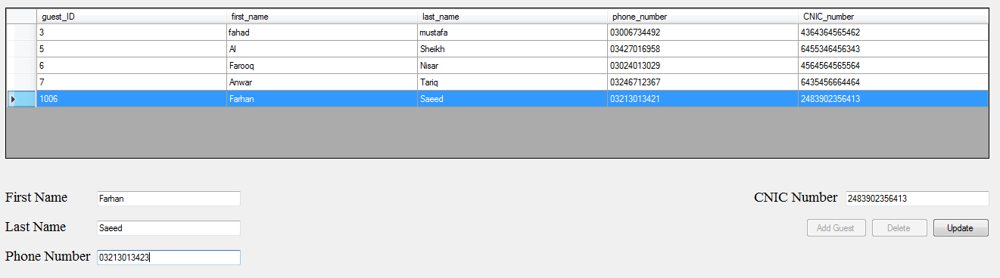 guest_ID first_name last_name phone_number CNIC_number
3 fahad mustafa 03006734492 4364364565462
5 Al Sheikh 03427016958 6455346456343
6 Farooq Nisar 03024013029 4564564565564
7 Anwar Tariq 03246712367 6435456664464
1006 Farhan Saeed 03213013421 2483902356413
First Name Farhan CNIC Number 2483902356413
Last Name Saeed Add Guest Delete Update
Phone Number 03213013423